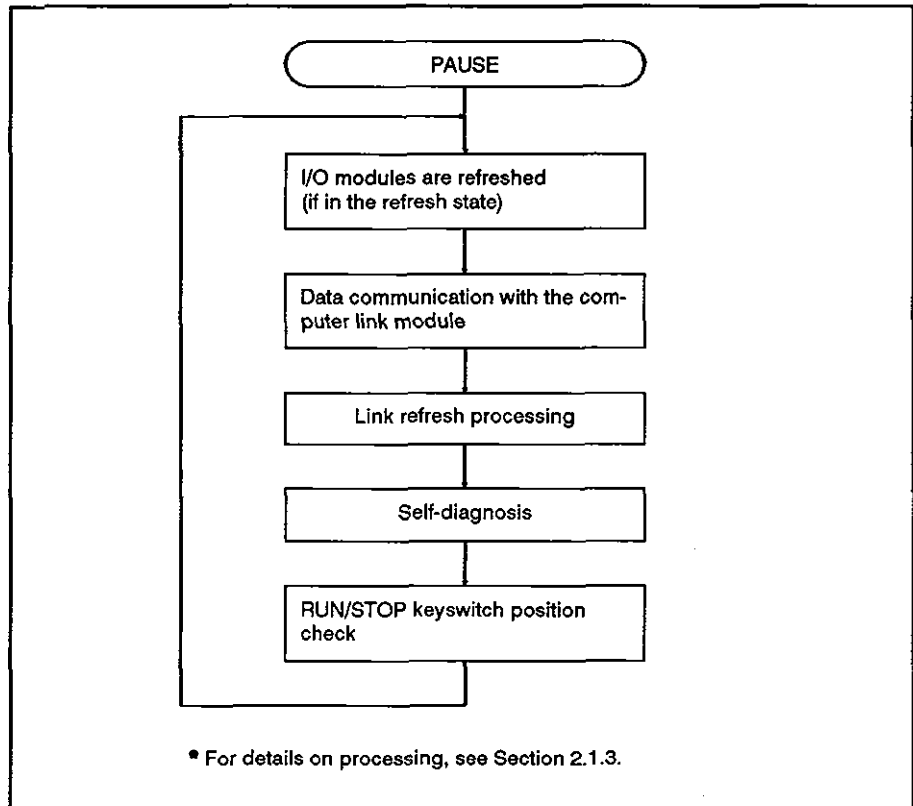 PAUSE
I/O modules are refreshed
(if in the refresh state)
Data communication with the com-
puter link module
Link refresh processing
Self-diagnosis
RUN/STOP keyswitch position
check
* For details on processing, see Section 2.1.3.